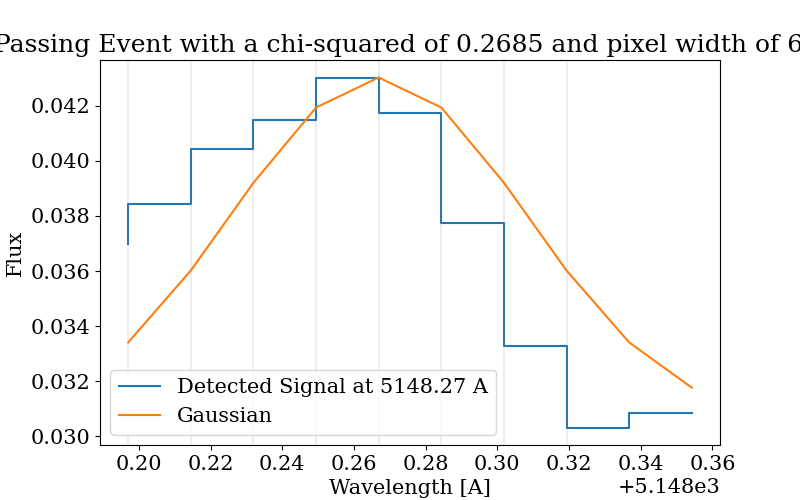 Passing Event with a chi-squared of 0.2685 and pixel width of 6
Flux
0.042
0.040
0.038
0.036
0.034
0.032
0.030
Detected Signal at 5148.27 A
Gaussian
0.20 0.22 0.24 0.26 0.28 0.30 0.32 0.34 0.36
Wavelength [A]
+5.148e3